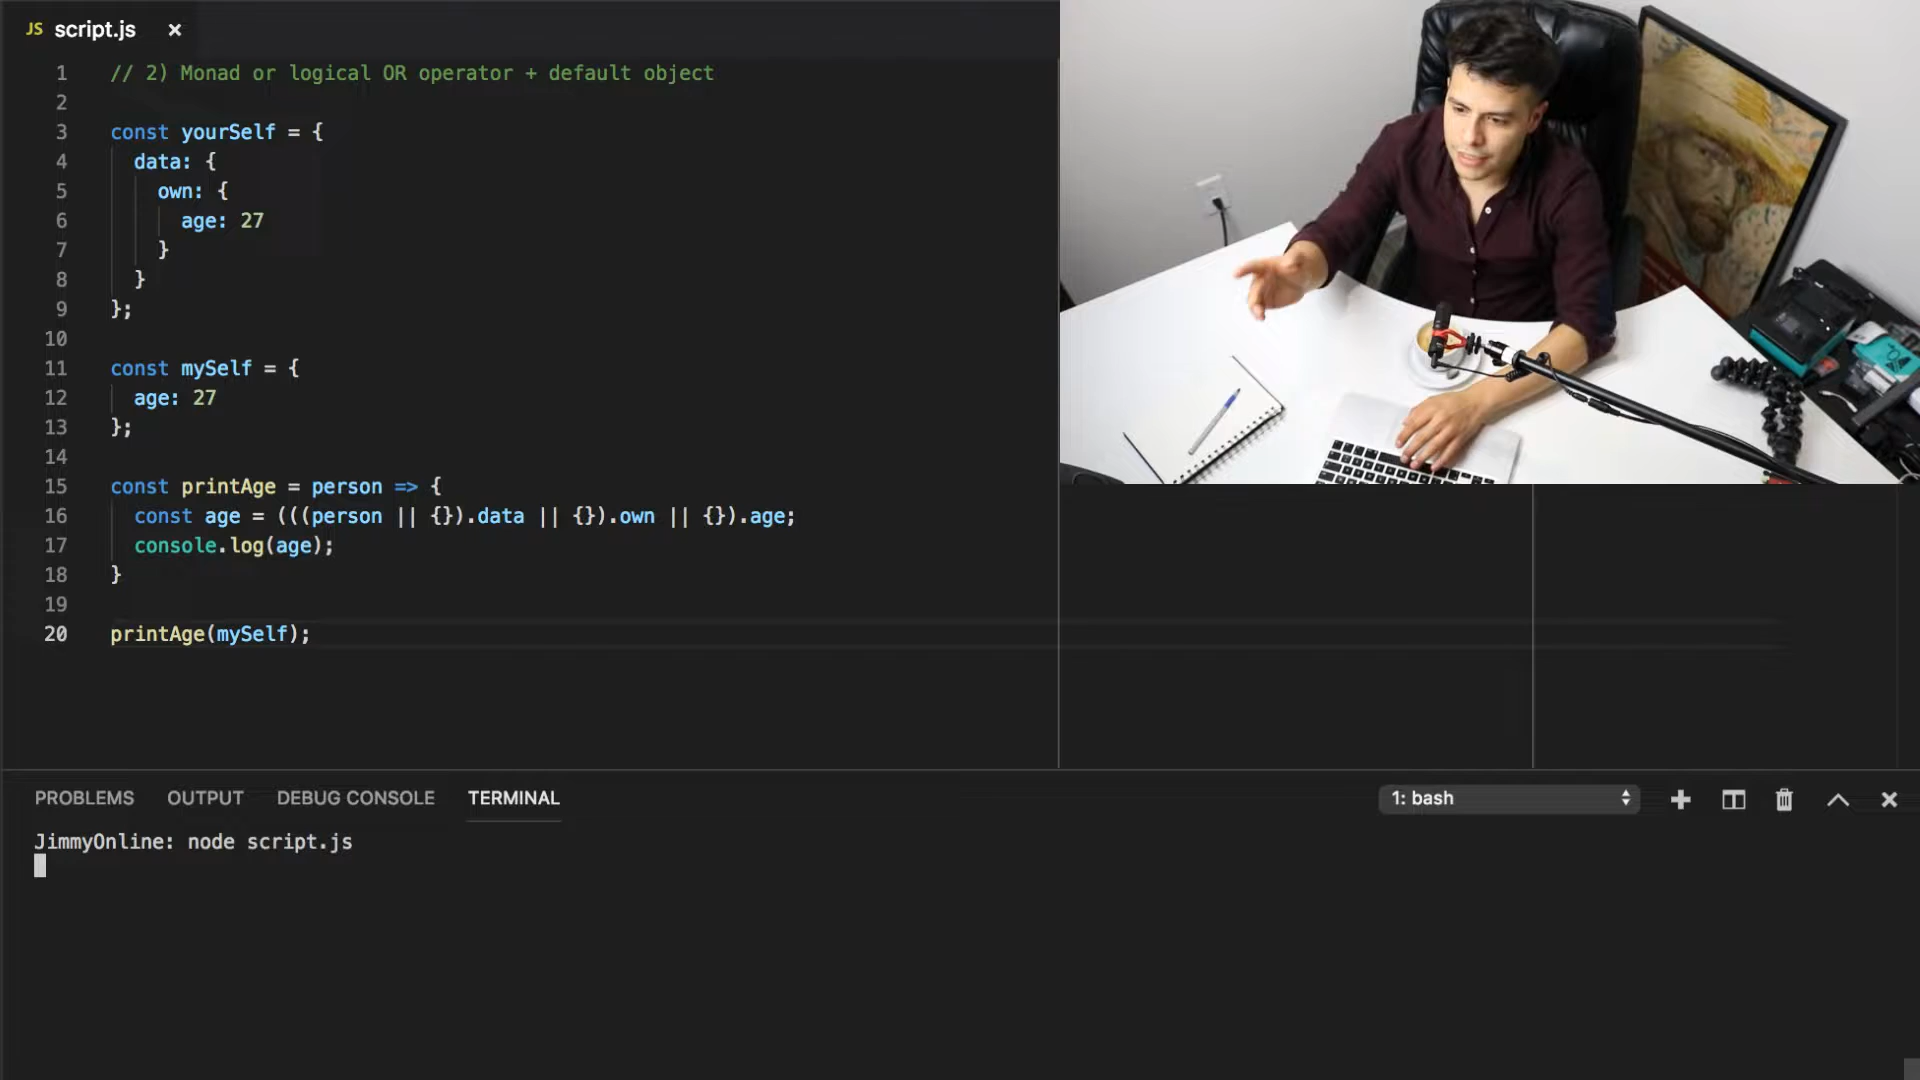 JS script.js ×
1 // 2) Monad or logical OR operator + default object
2
3 const yourSelf = {
4 data: {
5 own: {
6 age: 27
7 }
8 }
9 };
10
11 const mySelf = {
12 age: 27
13 };
14
15 const printAge = person => {
16 const age = (((person || {}).data || {}).own || {}).age;
17 console.log(age);
18 }
19
20 printAge(mySelf);
PROBLEMS OUTPUT DEBUG CONSOLE TERMINAL 1: bash
JimmyOnline: node script.js